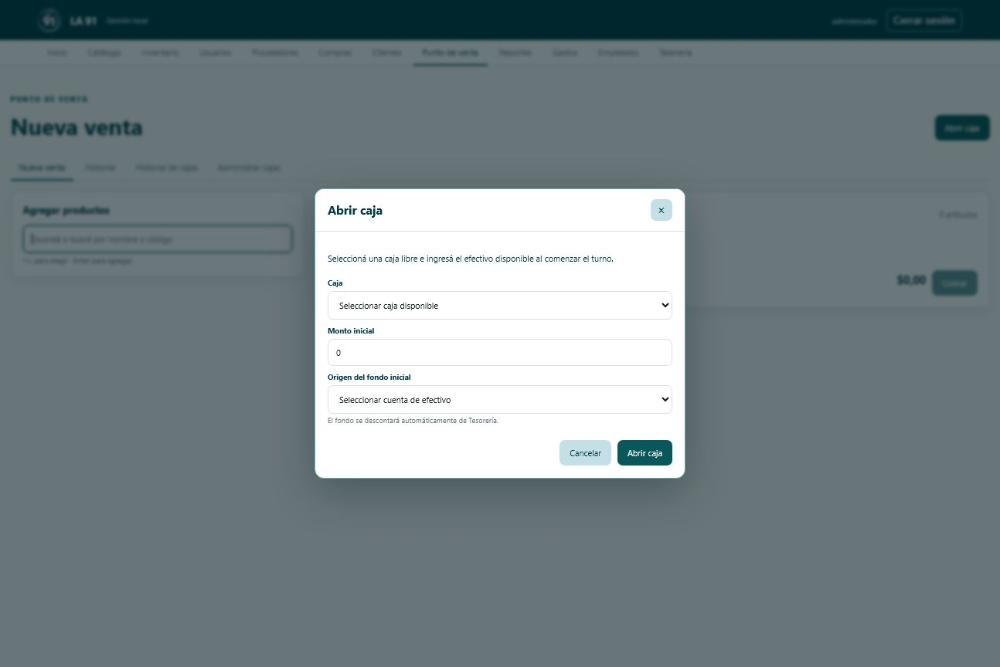 91 LA 91 Gestión local
administrador Cerrar sesión
Inicio Catálogo Inventario Usuarios Proveedores Compras Clientes Punto de venta Reportes Gastos Empleados Tesorería
PUNTO DE VENTA
Nueva venta
Abrir caja
Nueva venta Historial Historial de cajas Administrar cajas
Agregar productos
Escaneá o buscá por nombre o código
para elegir · Enter para agregar
0 artículos
$0,00 Cobrar
Abrir caja
×
Seleccioná una caja libre e ingresá el efectivo disponible al comenzar el turno.
Caja
Seleccionar caja disponible
Monto inicial
0
Origen del fondo inicial
Seleccionar cuenta de efectivo
El fondo se descontará automáticamente de Tesorería.
Cancelar Abrir caja